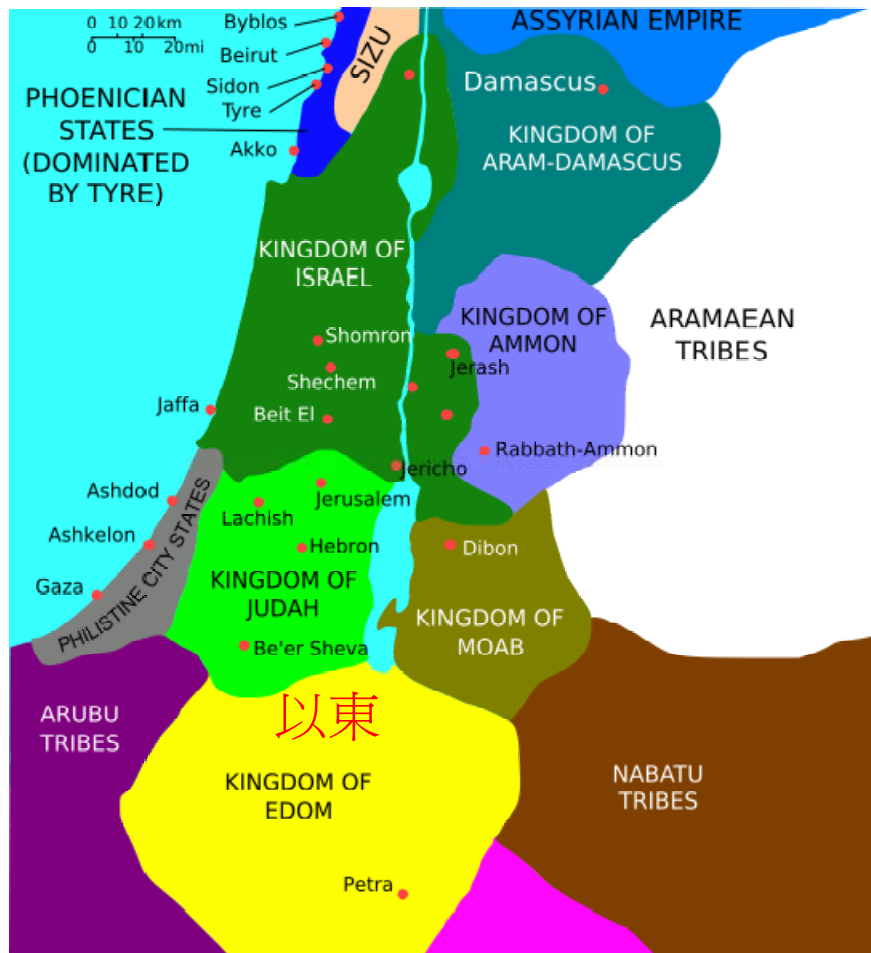 Byblos
ASSYRIAN EMPIRE
0 10 20 km
0 10 20mi
Beirut
SIZU
Sidon
Damascus
PHOENICIAN
STATES
(DOMINATED
BY TYRE)
Tyre
Akko
KINGDOM OF
ARAM-DAMASCUS
KINGDOM OF
ISRAEL
KINGDOM OF
AMMON
ARAMAEAN
TRIBES
Shomron
Jerash
Shechem
Jaffa
Beit El
Rabbath-Ammon
Jericho
Ashdod
Jerusalem
Lachish
PHILISTINE CITY STATES
Ashkelon
Hebron
Dibon
Gaza
KINGDOM OF
JUDAH
KINGDOM OF
MOAB
Be'er Sheva
以東
ARUBU
TRIBES
KINGDOM OF
EDOM
NABATU
TRIBES
Petra